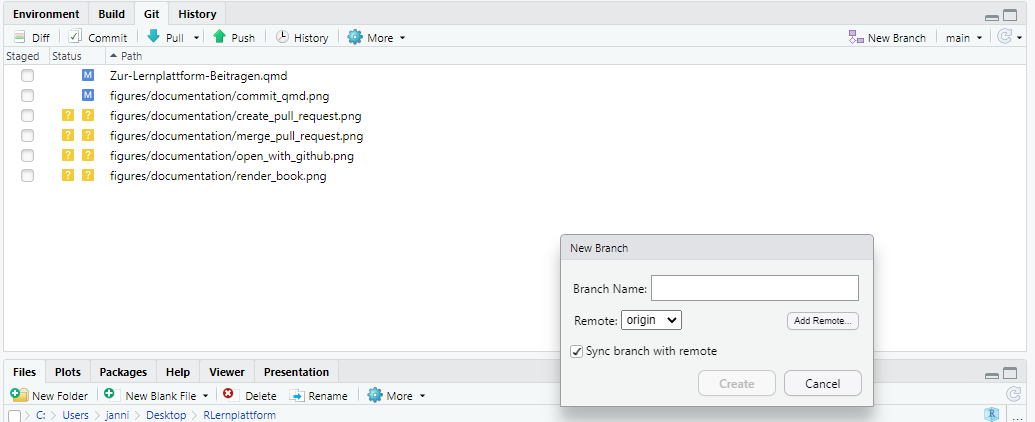 Environment Build Git History
Diff Commit Pull Push History More New Branch main
Staged Status Path
M Zur-Lernplattform-Beitragen.qmd
M figures/documentation/commit_qmd.png
? ? figures/documentation/create_pull_request.png
? ? figures/documentation/merge_pull_request.png
? ? figures/documentation/open_with_github.png
? ? figures/documentation/render_book.png
New Branch
Branch Name:
Remote: origin Add Remote...
Sync branch with remote
Create Cancel
Files Plots Packages Help Viewer Presentation
New Folder New Blank File Delete Rename More
C: Users janni Desktop RLernplattform R ...